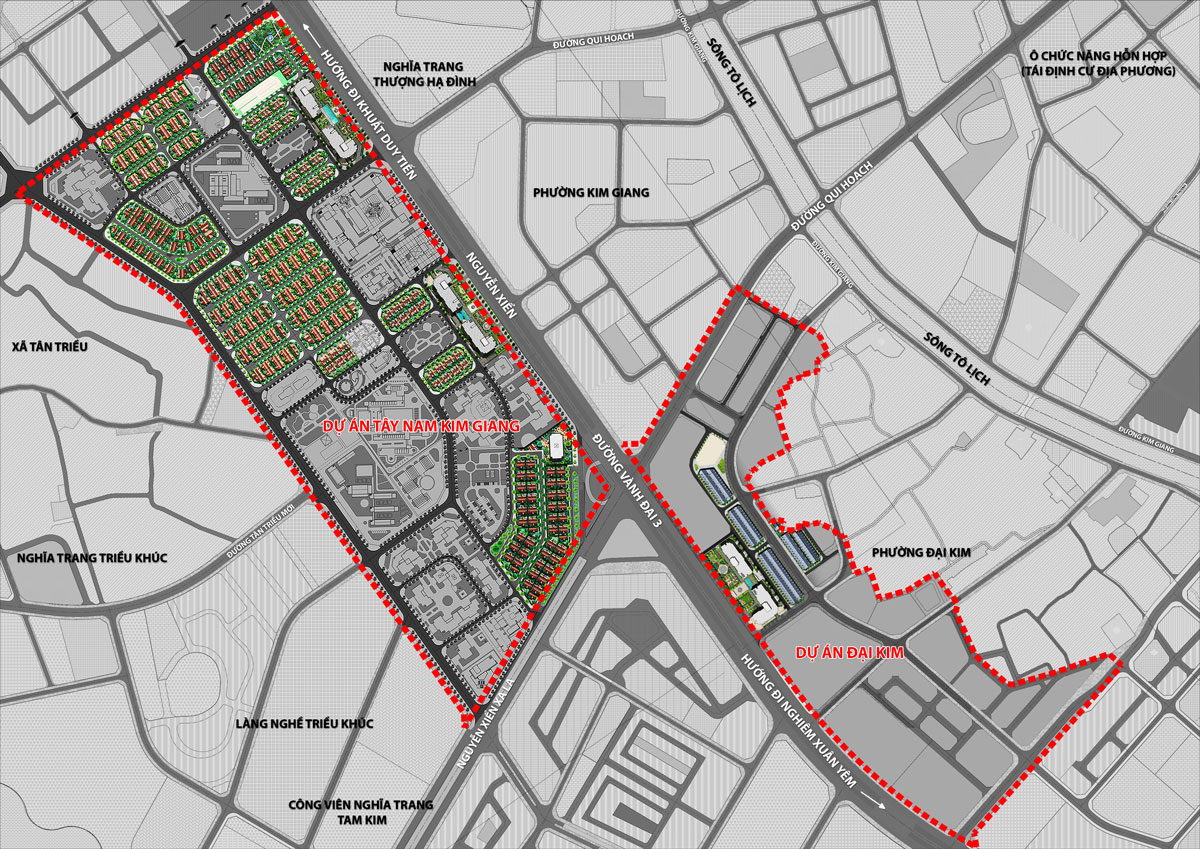 ĐƯỜNG KIM GIANG
ĐƯỜNG QUI HOẠCH
SÔNG TÔ LỊCH
Ô CHỨC NĂNG HỖN HỢP
(TÁI ĐỊNH CƯ ĐỊA PHƯƠNG)
NGHĨA TRANG
THƯỢNG HẠ ĐÌNH
HƯỚNG ĐI KHUẤT DUY TIẾN
PHƯỜNG KIM GIANG
ĐƯỜNG QUI HOẠCH
ĐƯỜNG KIM GIANG
NGUYỄN XIỂN
XÃ TÂN TRIỀU
SÔNG TÔ LỊCH
DỰ ÁN TÂY NAM KIM GIANG
ĐƯỜNG KIM GIANG
ĐƯỜNG VÀNH ĐAI 3
ĐƯỜNG TÂN TRIỀU MỚI
NGHĨA TRANG TRIỀU KHÚC
PHƯỜNG ĐẠI KIM
DỰ ÁN ĐẠI KIM
HƯỚNG ĐI NGHIÊM XUÂN YÊM
NGUYỄN XIỂN XA LA
LÀNG NGHỀ TRIỀU KHÚC
CÔNG VIÊN NGHĨA TRANG
TAM KIM